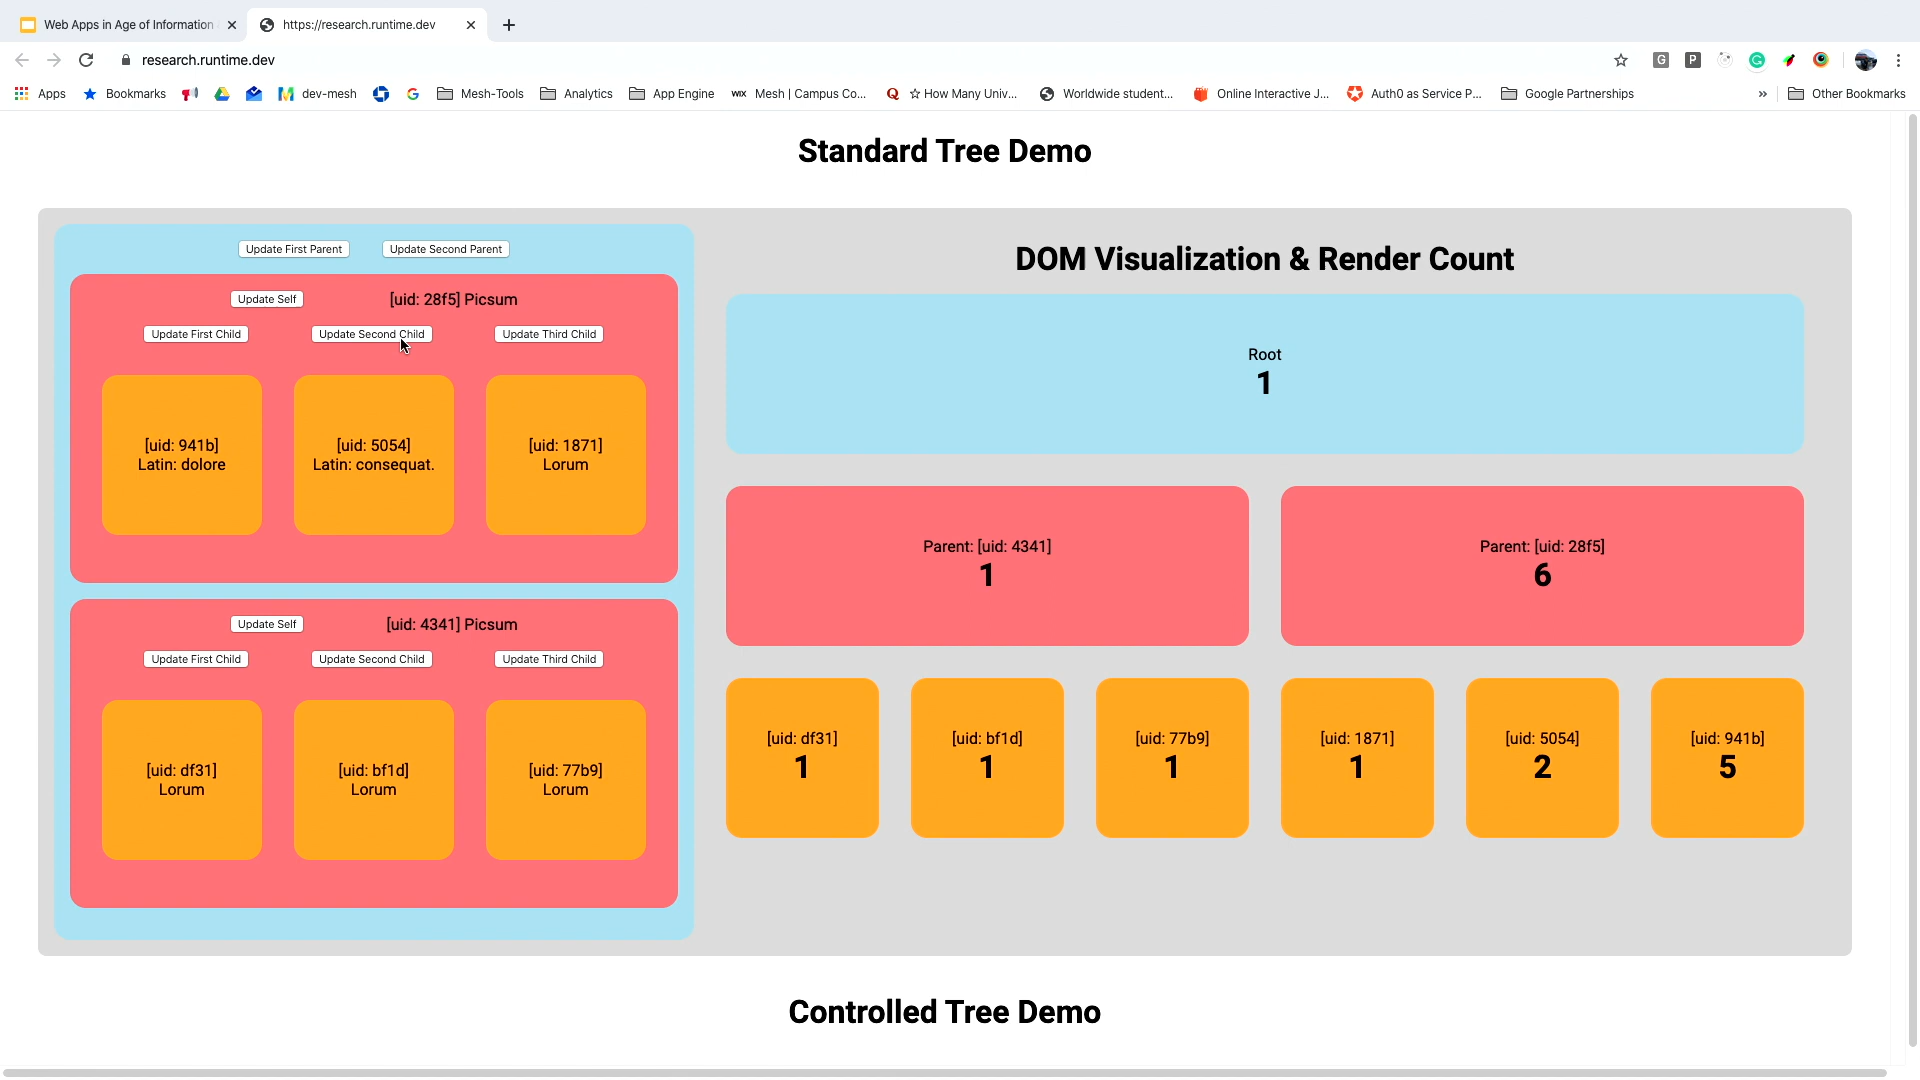 Web Apps in Age of Information
https://research.runtime.dev
research.runtime.dev
Apps
Bookmarks
dev-mesh
Mesh-Tools
Analytics
App Engine
WIX
Mesh | Campus Co...
☆ How Many Univ...
Worldwide student...
Online Interactive J...
Auth0 as Service P...
Google Partnerships
»
Other Bookmarks
Standard Tree Demo
Update First Parent
Update Second Parent
Update Self
[uid: 28f5] Picsum
Update First Child
Update Second Child
Update Third Child
[uid: 941b]
Latin: dolore
[uid: 5054]
Latin: consequat.
[uid: 1871]
Lorum
Update Self
[uid: 4341] Picsum
Update First Child
Update Second Child
Update Third Child
[uid: df31]
Lorum
[uid: bf1d]
Lorum
[uid: 77b9]
Lorum
DOM Visualization & Render Count
Root
1
Parent: [uid: 4341]
1
Parent: [uid: 28f5]
6
[uid: df31]
1
[uid: bf1d]
1
[uid: 77b9]
1
[uid: 1871]
1
[uid: 5054]
2
[uid: 941b]
5
Controlled Tree Demo